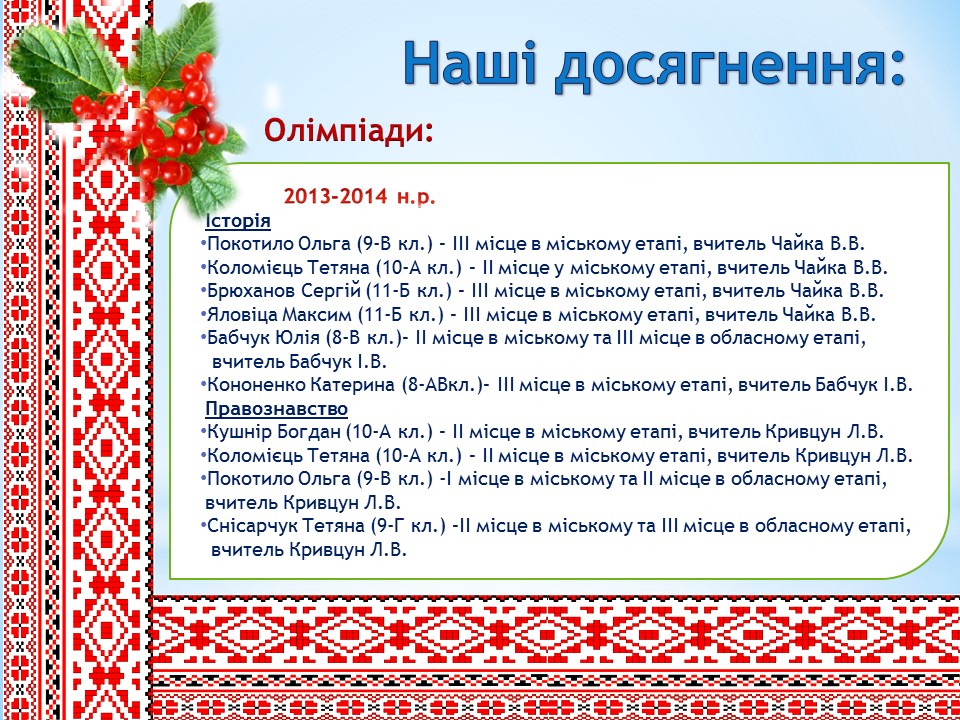 Наші досягнення:
Олімпіади:
2013-2014 н.р.
Історія
•Покотило Ольга (9-В кл.) – ІІІ місце в міському етапі, вчитель Чайка В.В.
•Коломієць Тетяна (10-А кл.) – ІІ місце у міському етапі, вчитель Чайка В.В.
•Брюханов Сергій (11-Б кл.) – ІІІ місце в міському етапі, вчитель Чайка В.В.
•Яловіца Максим (11-Б кл.) – ІІІ місце в міському етапі, вчитель Чайка В.В.
•Бабчук Юлія (8-В кл.)– ІІ місце в міському та ІІІ місце в обласному етапі,
вчитель Бабчук І.В.
•Кононенко Катерина (8-АВкл.)– ІІІ місце в міському етапі, вчитель Бабчук І.В.
Правознавство
•Кушнір Богдан (10-А кл.) – ІІ місце в міському етапі, вчитель Кривцун Л.В.
•Коломієць Тетяна (10-А кл.) – ІІ місце в міському етапі, вчитель Кривцун Л.В.
•Покотило Ольга (9-В кл.) -І місце в міському та ІІ місце в обласному етапі,
вчитель Кривцун Л.В.
•Снісарчук Тетяна (9-Г кл.) –ІІ місце в міському та ІІІ місце в обласному етапі,
вчитель Кривцун Л.В.